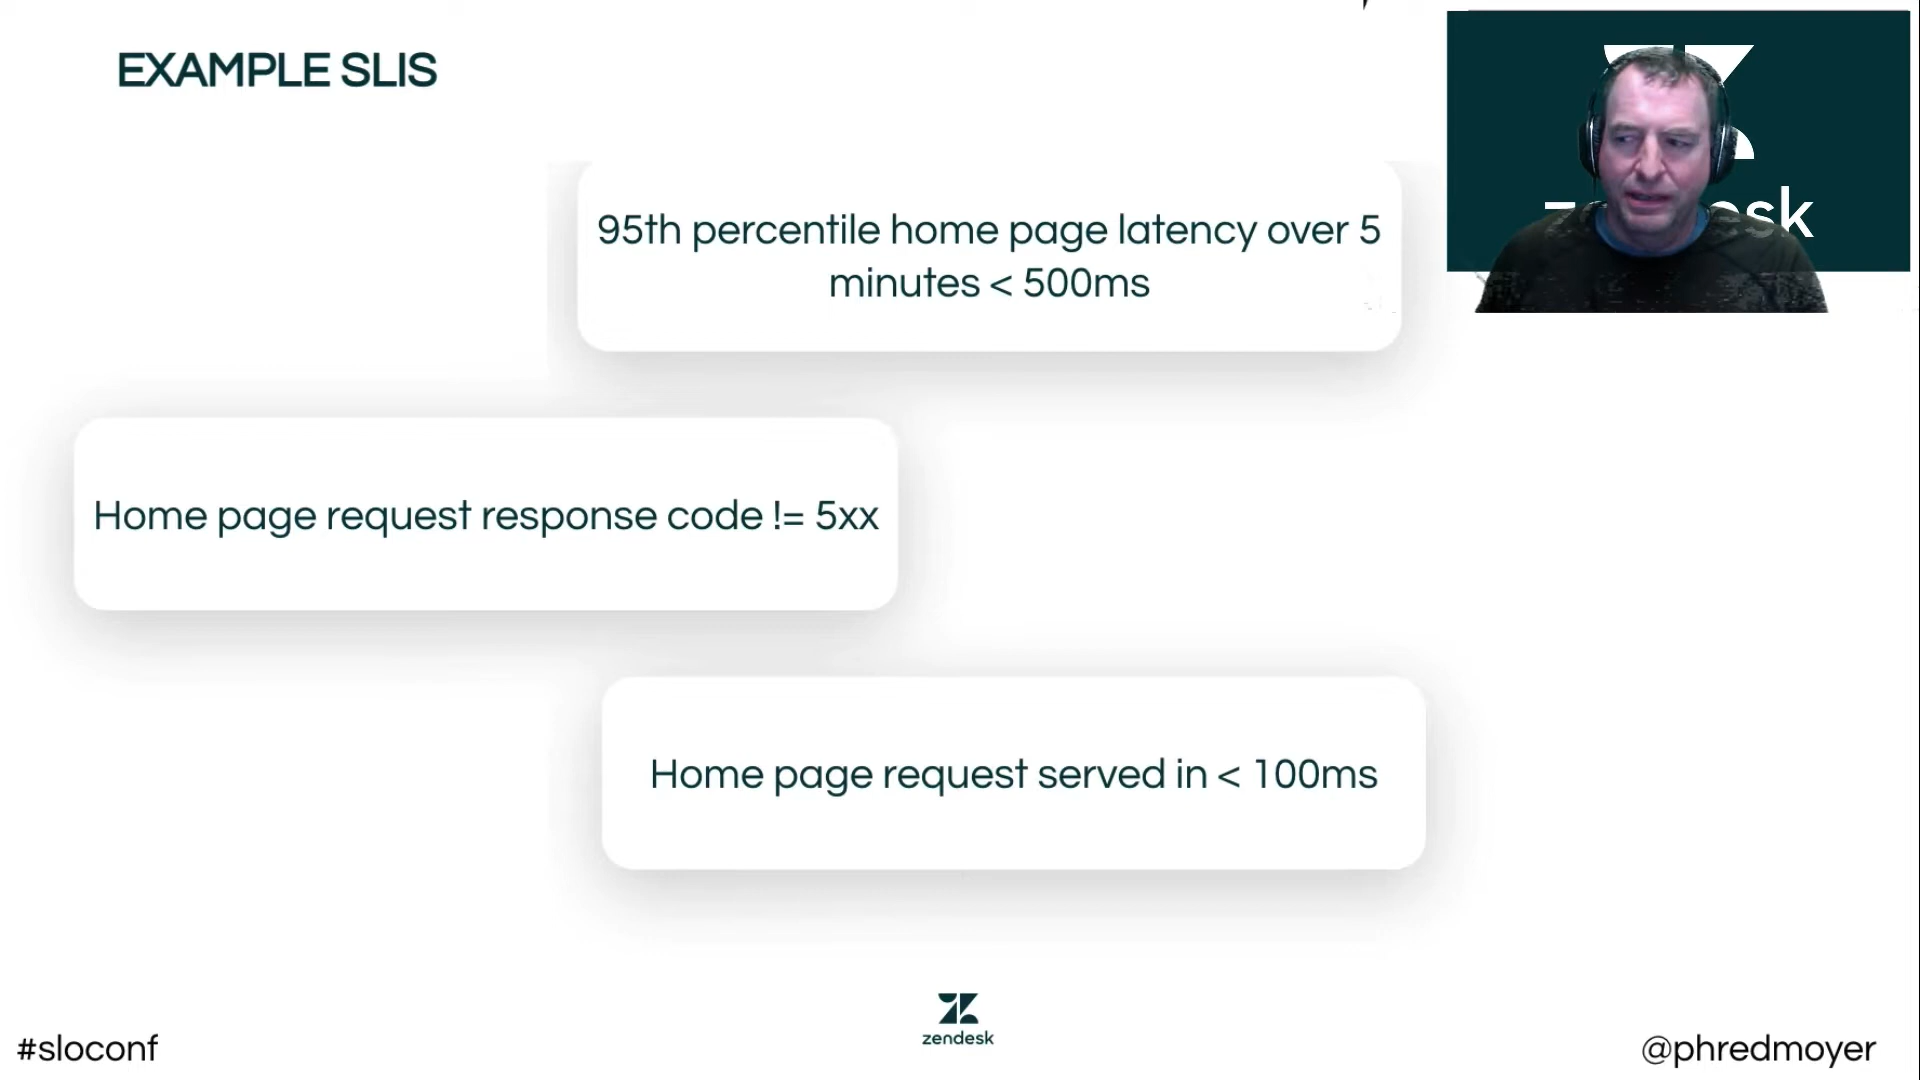 EXAMPLE SLIS
95th percentile home page latency over 5
minutes < 500ms
Home page request response code != 5xx
Home page request served in < 100ms
zendesk
#sloconf
@phredmoyer